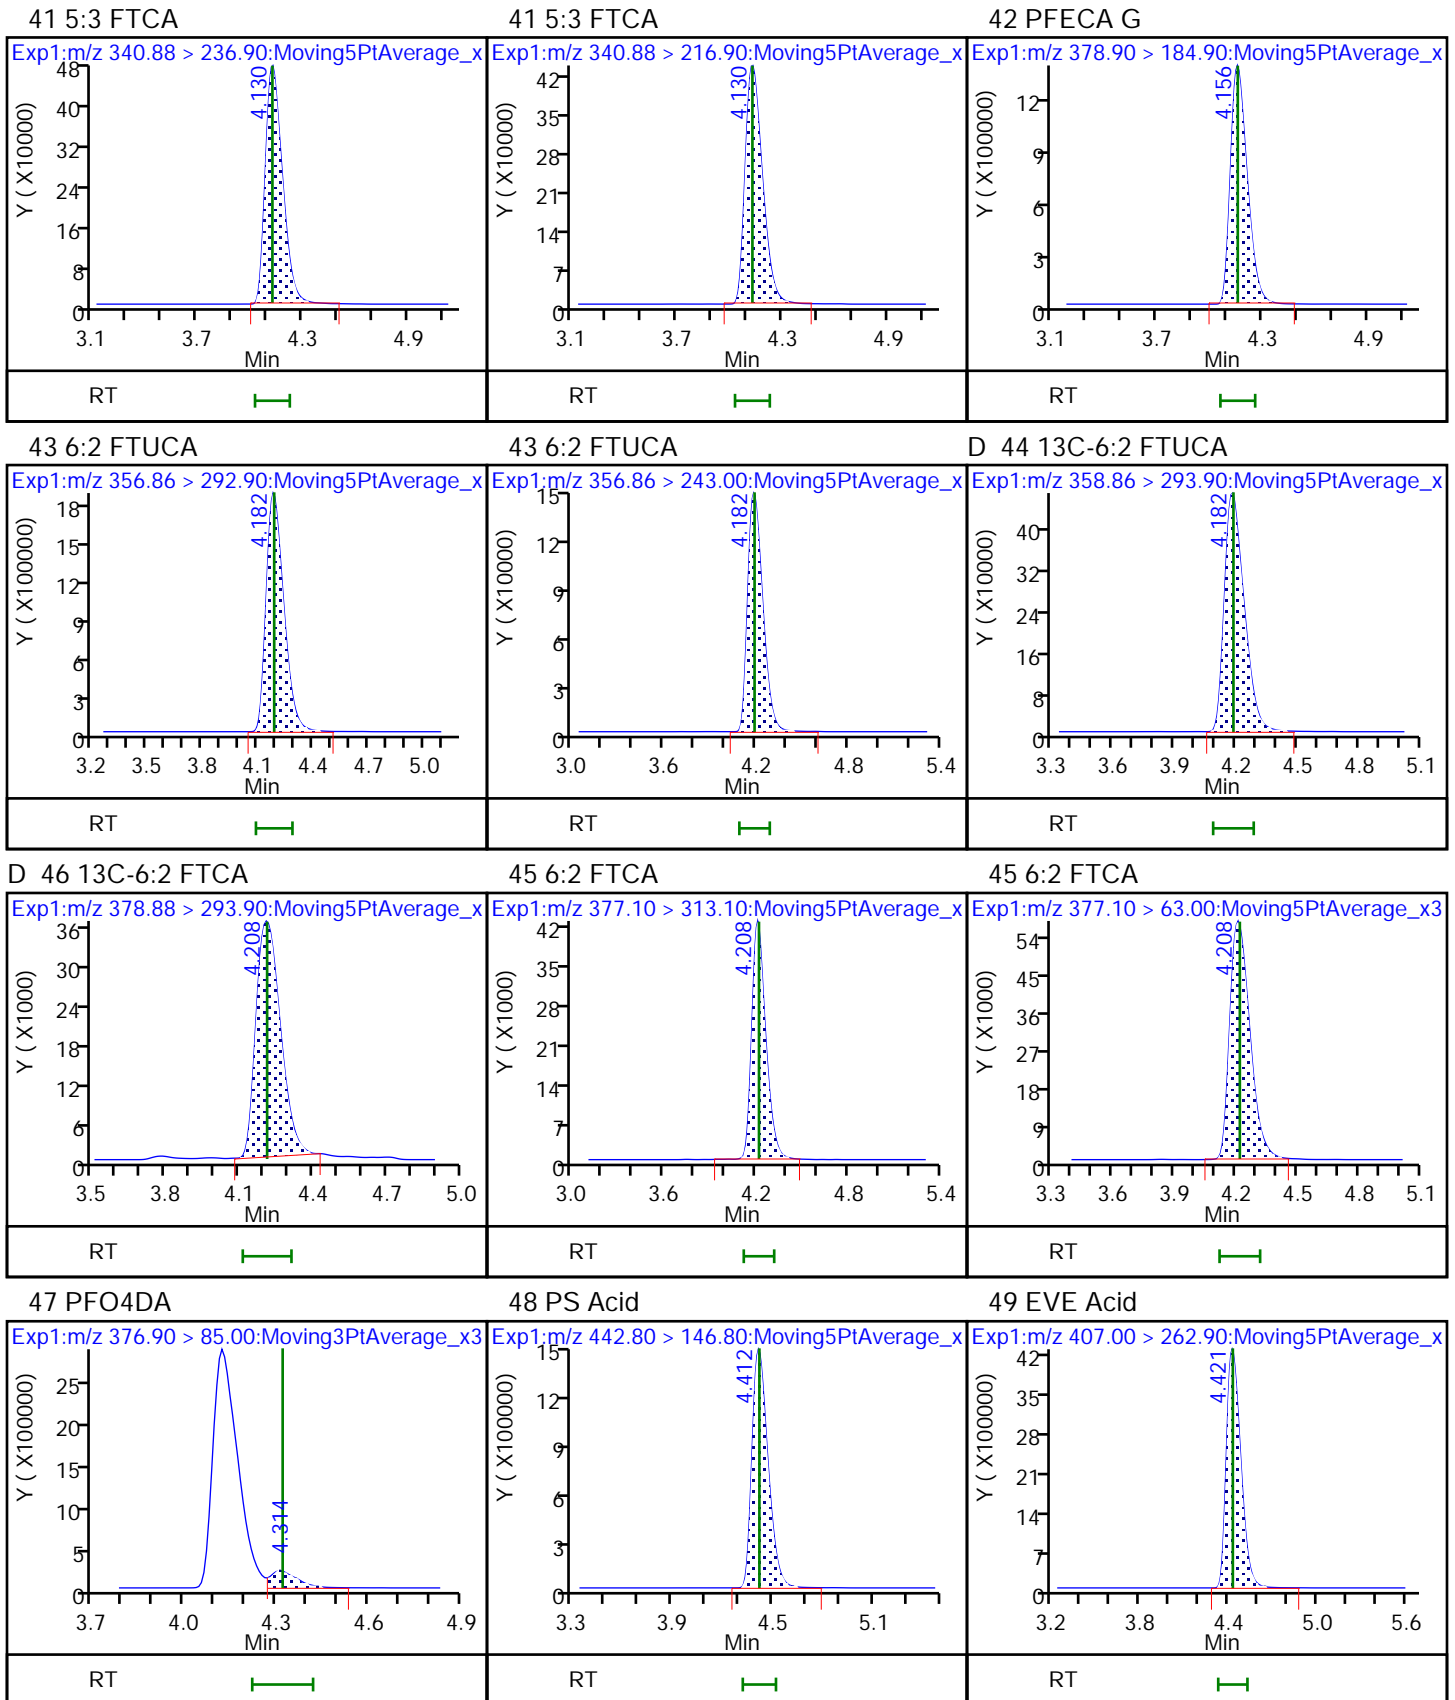 41 5:3 FTCA
Exp1:m/z 340.88 > 236.90:Moving5PtAverage_x
Y ( X100000)
48
40
32
24
16
8
0
4.130
3.1 3.7 4.3 4.9
Min
RT
41 5:3 FTCA
Exp1:m/z 340.88 > 216.90:Moving5PtAverage_x
Y ( X100000)
42
35
28
21
14
7
0
4.130
3.1 3.7 4.3 4.9
Min
RT
42 PFECA G
Exp1:m/z 378.90 > 184.90:Moving5PtAverage_x
Y ( X100000)
12
9
6
3
0
4.156
3.1 3.7 4.3 4.9
Min
RT
43 6:2 FTUCA
Exp1:m/z 356.86 > 292.90:Moving5PtAverage_x
Y ( X100000)
18
15
12
9
6
3
0
4.182
3.2 3.5 3.8 4.1 4.4 4.7 5.0
Min
RT
43 6:2 FTUCA
Exp1:m/z 356.86 > 243.00:Moving5PtAverage_x
Y ( X10000)
15
12
9
6
3
0
4.182
3.0 3.6 4.2 4.8 5.4
Min
RT
D 44 13C-6:2 FTUCA
Exp1:m/z 358.86 > 293.90:Moving5PtAverage_x
Y ( X10000)
40
32
24
16
8
0
4.182
3.3 3.6 3.9 4.2 4.5 4.8 5.1
Min
RT
D 46 13C-6:2 FTCA
Exp1:m/z 378.88 > 293.90:Moving5PtAverage_x
Y ( X1000)
36
30
24
18
12
6
0
4.208
3.5 3.8 4.1 4.4 4.7 5.0
Min
RT
45 6:2 FTCA
Exp1:m/z 377.10 > 313.10:Moving5PtAverage_x
Y ( X1000)
42
35
28
21
14
7
0
4.208
3.0 3.6 4.2 4.8 5.4
Min
RT
45 6:2 FTCA
Exp1:m/z 377.10 > 63.00:Moving5PtAverage_x3
Y ( X1000)
54
45
36
27
18
9
0
4.208
3.3 3.6 3.9 4.2 4.5 4.8 5.1
Min
RT
47 PFO4DA
Exp1:m/z 376.90 > 85.00:Moving3PtAverage_x3
Y ( X100000)
25
20
15
10
5
0
4.314
3.7 4.0 4.3 4.6 4.9
Min
RT
48 PS Acid
Exp1:m/z 442.80 > 146.80:Moving5PtAverage_x
Y ( X100000)
15
12
9
6
3
0
4.412
3.3 3.9 4.5 5.1
Min
RT
49 EVE Acid
Exp1:m/z 407.00 > 262.90:Moving5PtAverage_x
Y ( X100000)
42
35
28
21
14
7
0
4.421
3.2 4.4 5.0 5.6
3.8
Min
RT